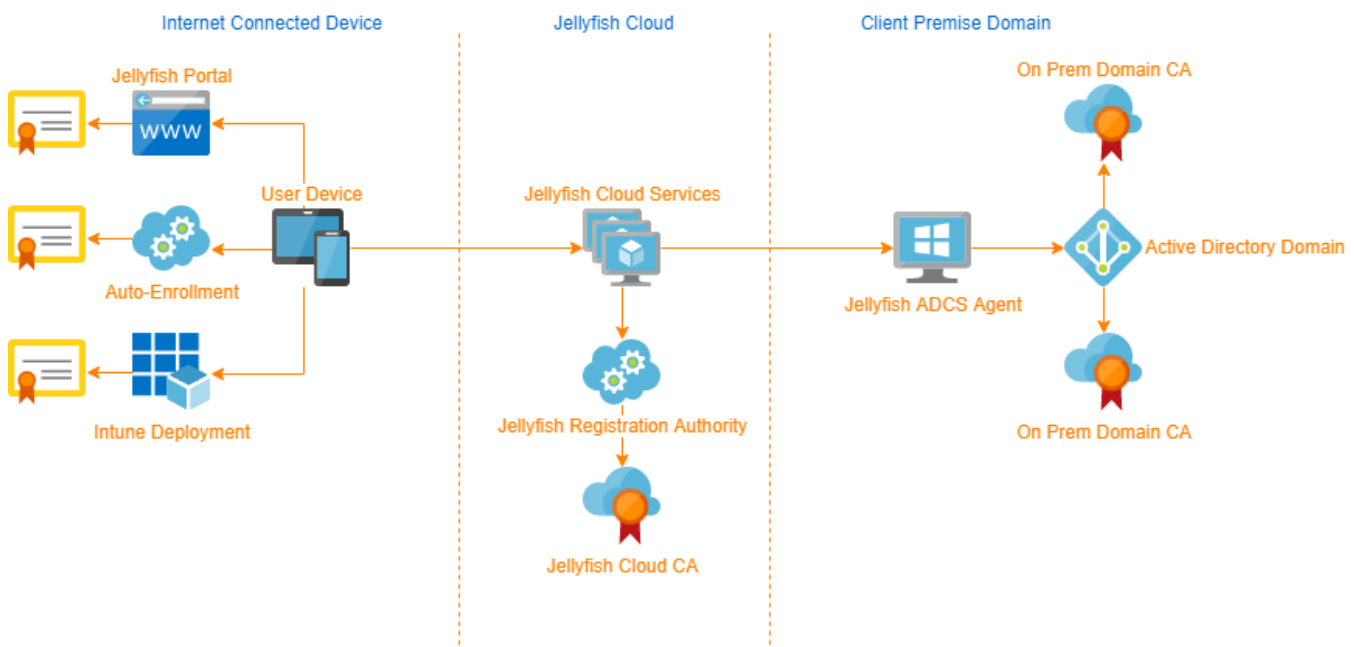 Internet Connected Device
Jellyfish Cloud
Client Premise Domain
Jellyfish Portal
WWW
User Device
Auto-Enrollment
Intune Deployment
Jellyfish Cloud Services
Jellyfish Registration Authority
Jellyfish Cloud CA
On Prem Domain CA
Jellyfish ADCS Agent
Active Directory Domain
On Prem Domain CA